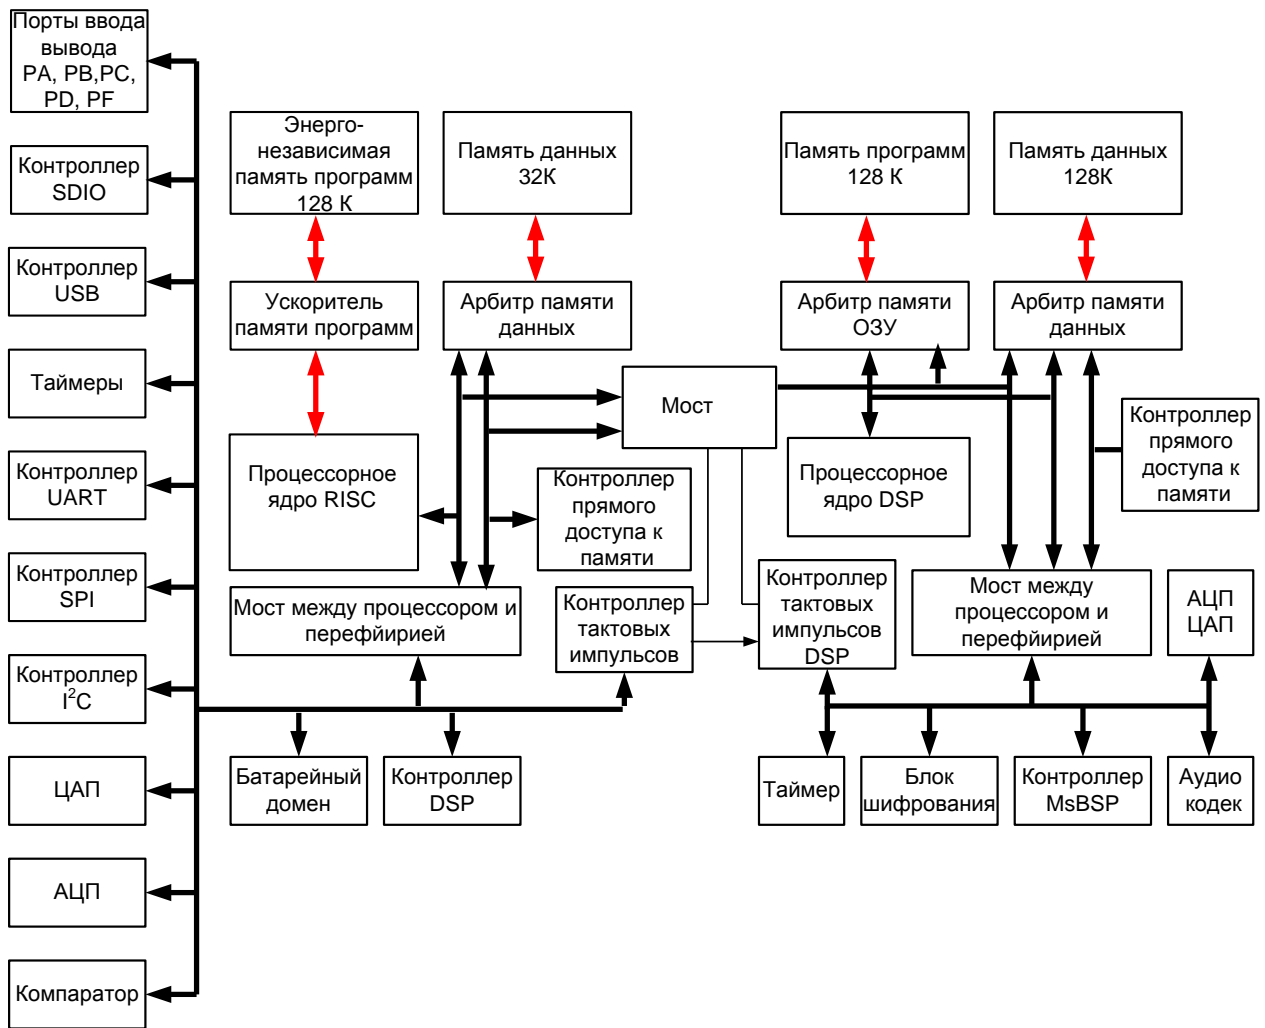 Порты ввода
вывода
PA, PB,PC,
PD, PF
Контроллер
SDIO
Контроллер
USB
Таймеры
Контроллер
UART
Контроллер
SPI
Контроллер
I²C
ЦАП
АЦП
Компаратор
Энерго-
независимая
память программ
128 К
Память данных
32К
Память программ
128 К
Память данных
128К
Ускоритель
памяти программ
Арбитр памяти
данных
Арбитр памяти
ОЗУ
Арбитр памяти
данных
Мост
Процессорное
ядро RISC
Контроллер
прямого
доступа к
памяти
Процессорное
ядро DSP
Контроллер
прямого
доступа к
памяти
Мост между процессором и
перефйирией
Контроллер
тактовых
импульсов
Контроллер
тактовых
импульсов
DSP
Мост между
процессором и
перефйирией
АЦП
ЦАП
Батарейный
домен
Контроллер
DSP
Таймер
Блок
шифрования
Контроллер
MsBSP
Аудио
кодек